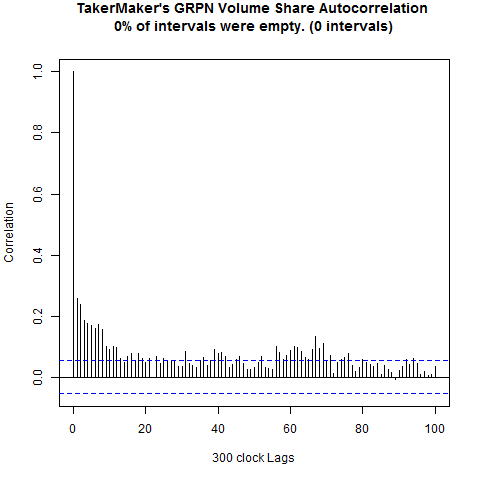 TakerMaker's GRPN Volume Share Autocorrelation
0% of intervals were empty. (0 intervals)
1.0
0.8
0.6
0.4
0.2
0.0
Correlation
0 20 40 60 80 100
300 clock Lags